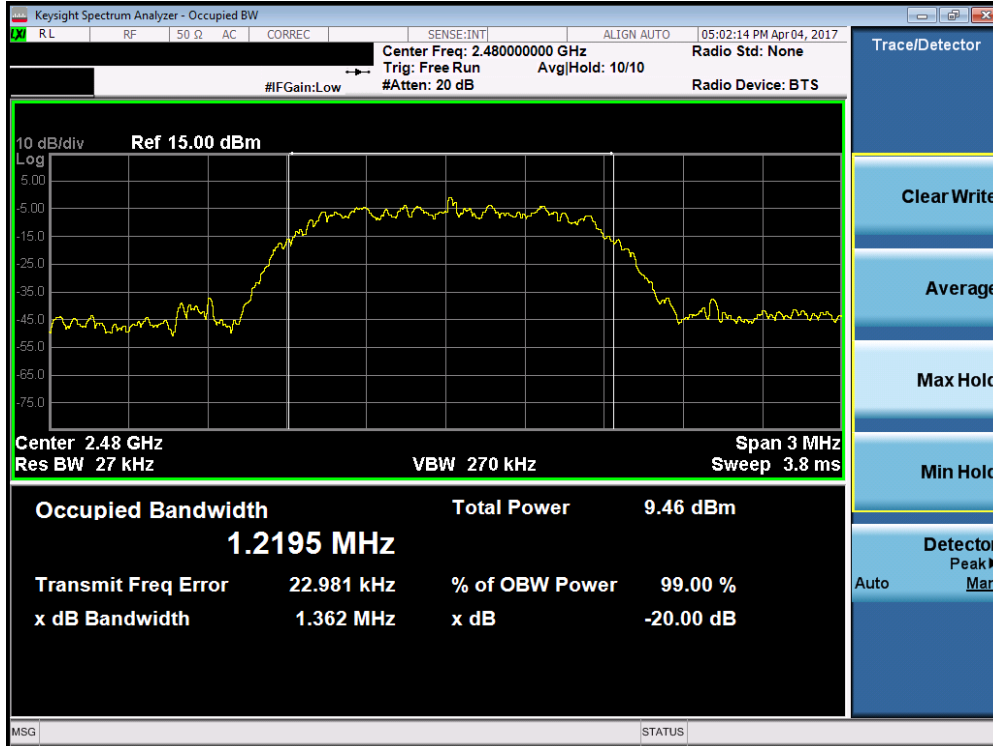 Keysight Spectrum Analyzer - Occupied BW
LXI RL RF 50 Ω AC CORREC SENSE:INT ALIGN AUTO 05:02:14 PM Apr 04, 2017
Center Freq: 2.480000000 GHz Radio Std: None
Trig: Free Run Avg|Hold: 10/10
#IFGain:Low #Atten: 20 dB Radio Device: BTS
10 dB/div Ref 15.00 dBm
Log
5.00
-5.00
-15.0
-25.0
-35.0
-45.0
-55.0
-65.0
-75.0
Center 2.48 GHz Span 3 MHz
Res BW 27 kHz VBW 270 kHz Sweep 3.8 ms
Occupied Bandwidth Total Power 9.46 dBm
1.2195 MHz
Transmit Freq Error 22.981 kHz % of OBW Power 99.00 %
x dB Bandwidth 1.362 MHz x dB -20.00 dB
MSG STATUS
Trace/Detector
Clear Write
Average
Max Hold
Min Hold
Detector
Peak
Auto Man